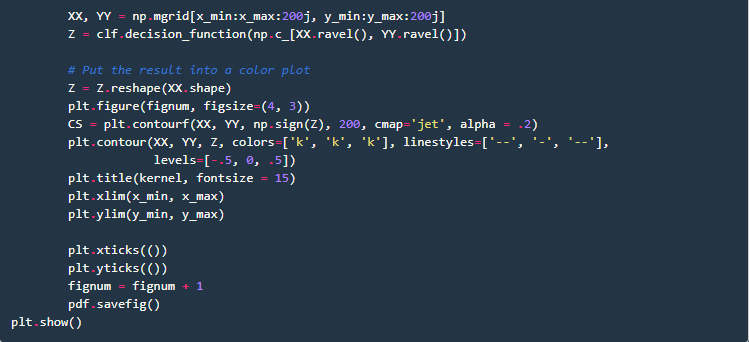 XX, YY = np.mgrid[x_min:x_max:200j, y_min:y_max:200j]
Z = clf.decision_function(np.c_[XX.ravel(), YY.ravel()])
# Put the result into a color plot
Z = Z.reshape(XX.shape)
plt.figure(fignum, figsize=(4, 3))
CS = plt.contourf(XX, YY, np.sign(Z), 200, cmap='jet', alpha = .2)
plt.contour(XX, YY, Z, colors=['k', 'k', 'k'], linestyles=['--', '-', '--'],
levels=[-.5, 0, .5])
plt.title(kernel, fontsize = 15)
plt.xlim(x_min, x_max)
plt.ylim(y_min, y_max)
plt.xticks(())
plt.yticks(())
fignum = fignum + 1
pdf.savefig()
plt.show()